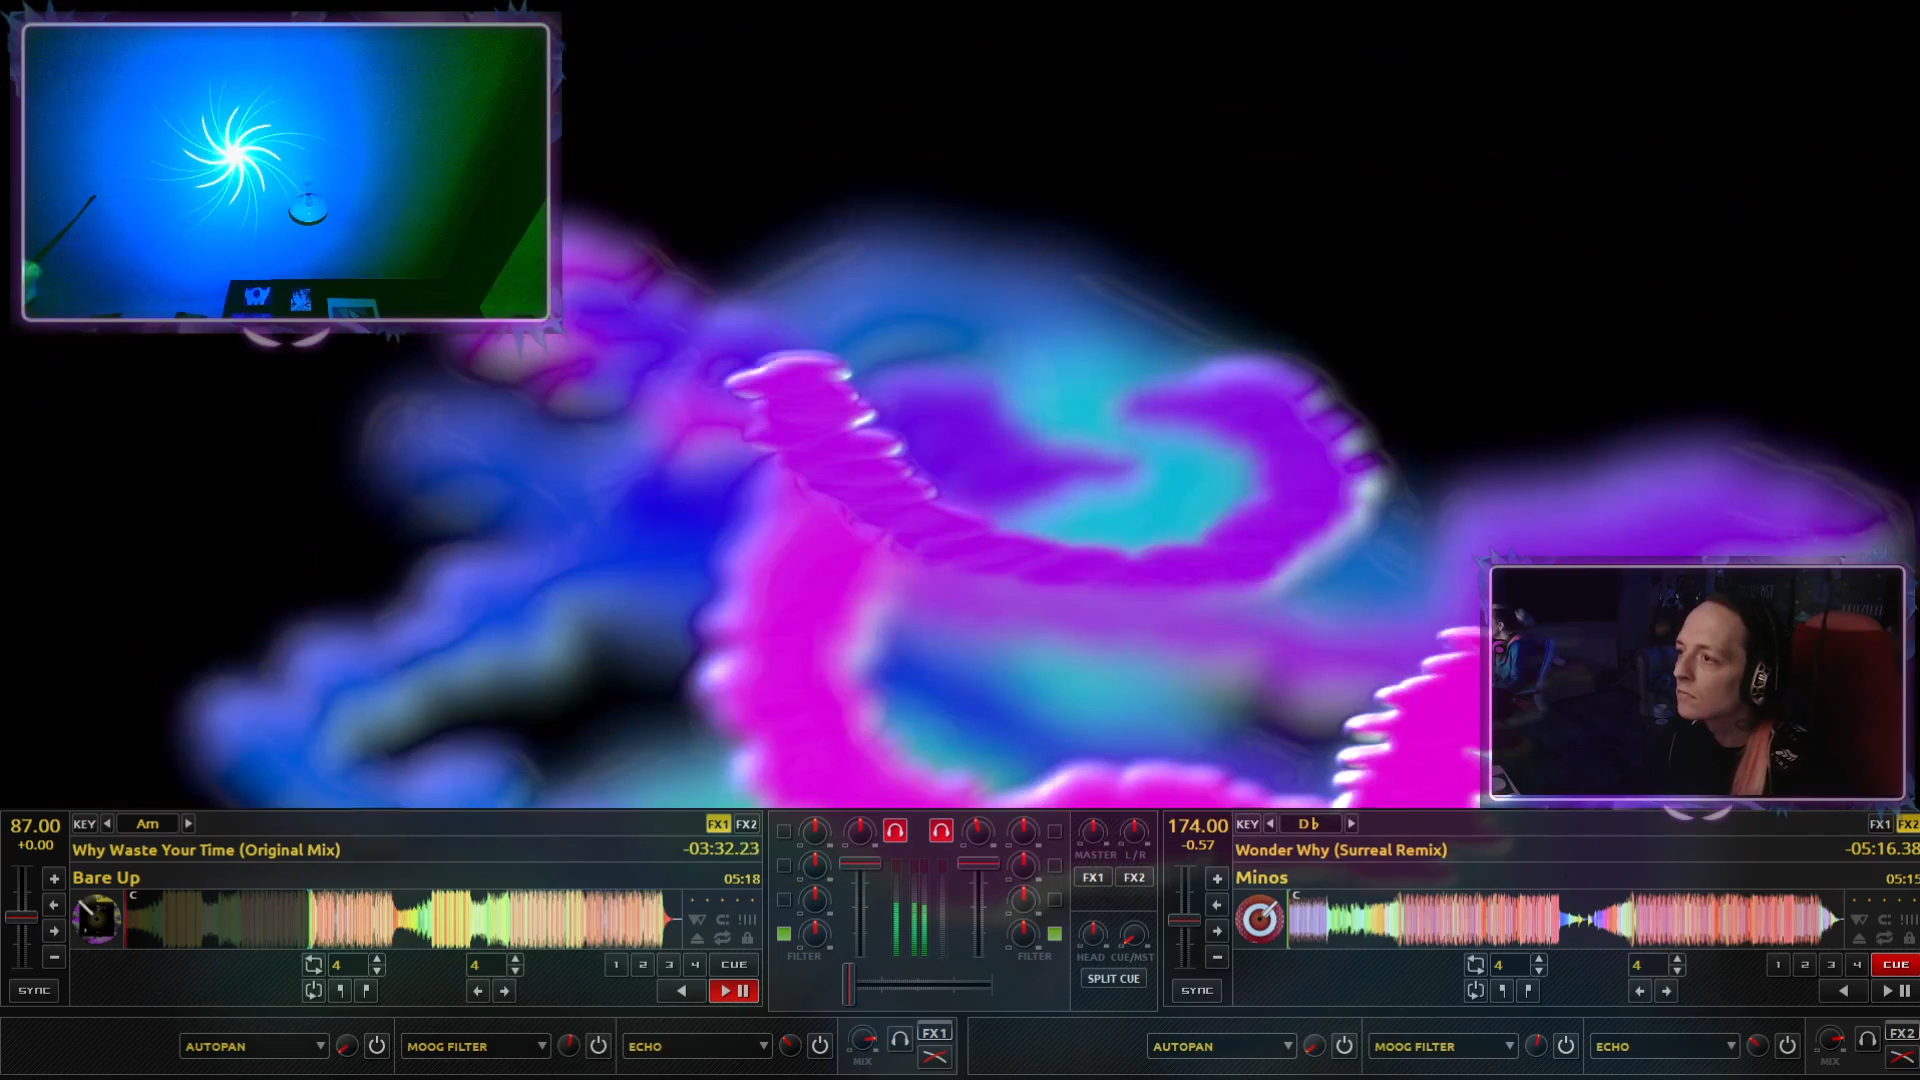 87.00
+0.00
KEY
Am
FX1 FX2
Why Waste Your Time (Original Mix)
-03:32.23
Bare Up
05:18
C
4
4
1 2 3 4 CUE
SYNC
FILTER
FILTER
MASTER L/R
FX1 FX2
HEAD CUE/MST
SPLIT CUE
174.00
-0.57
KEY
D♭
FX1 FX2
Wonder Why (Surreal Remix)
-05:16.38
Minos
05:15
C
4
4
1 2 3 4 CUE
SYNC
AUTOPAN
MOOG FILTER
ECHO
MIX
FX1
AUTOPAN
MOOG FILTER
ECHO
MIX
FX2